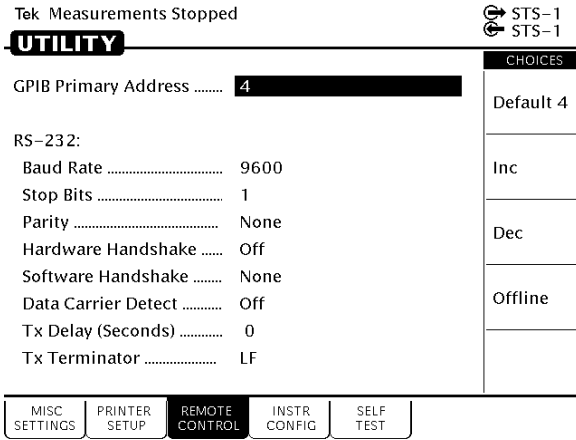 Tek Measurements Stopped
STS-1
STS-1
UTILITY
CHOICES
GPIB Primary Address ........ 4
Default 4
RS-232:
Baud Rate .............................. 9600
Inc
Stop Bits ................................. 1
Parity ...................................... None
Dec
Hardware Handshake ...... Off
Software Handshake ........ None
Offline
Data Carrier Detect ........... Off
Tx Delay (Seconds) ............ 0
Tx Terminator ................... LF
MISC SETTINGS
PRINTER SETUP
REMOTE CONTROL
INSTR CONFIG
SELF TEST